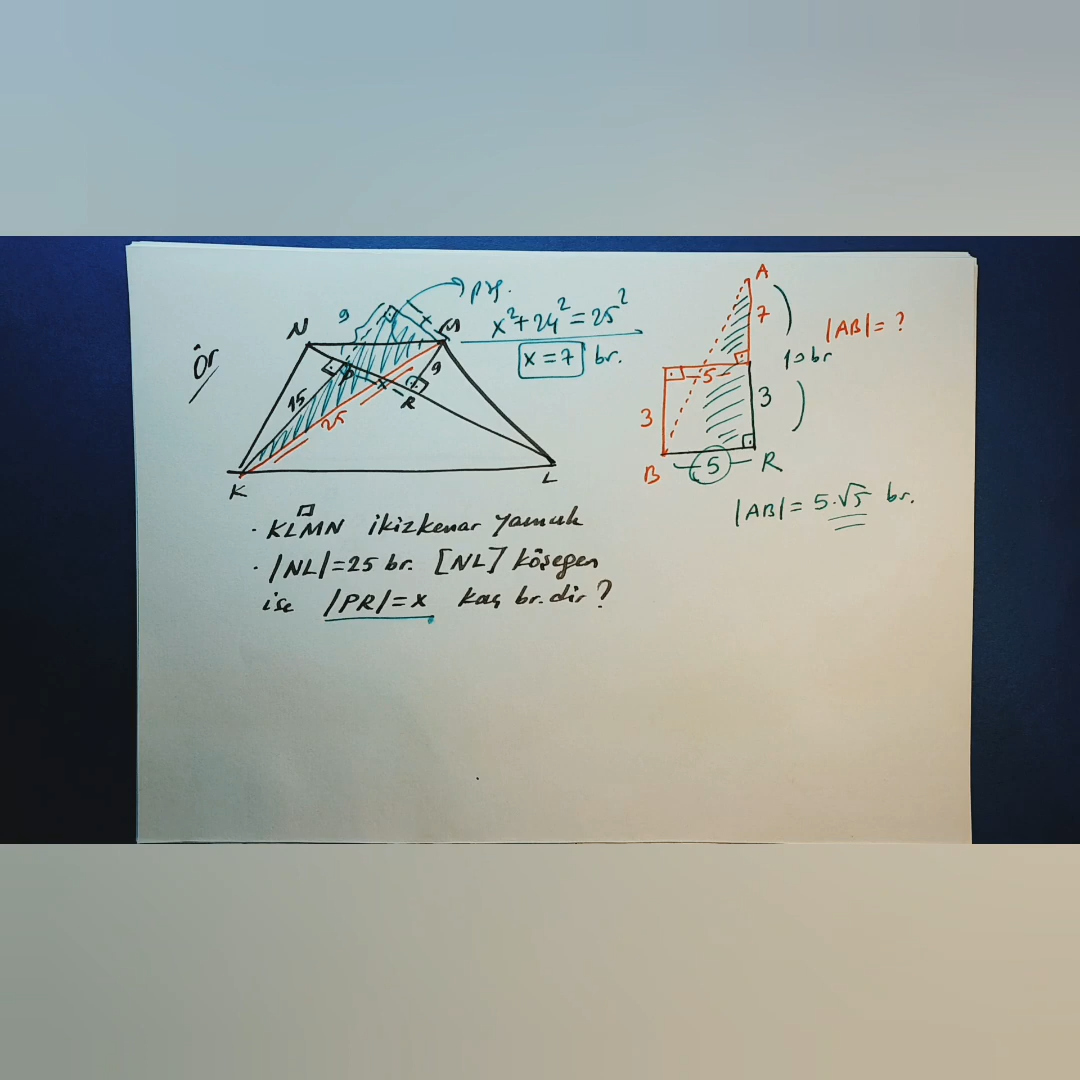 Ör
N
M
9
x
P
x
R
9
15
25
K
L
pis.
x²+24²=25²
x=7 br.
A
7
|AB|= ?
5
10 br
3
3
B
5
R
|AB|= 5.√5 br.
· KLMN ikizkenar yamuk
· |NL|=25 br. [NL] köşegen
ise |PR|=x kaç br.dir?